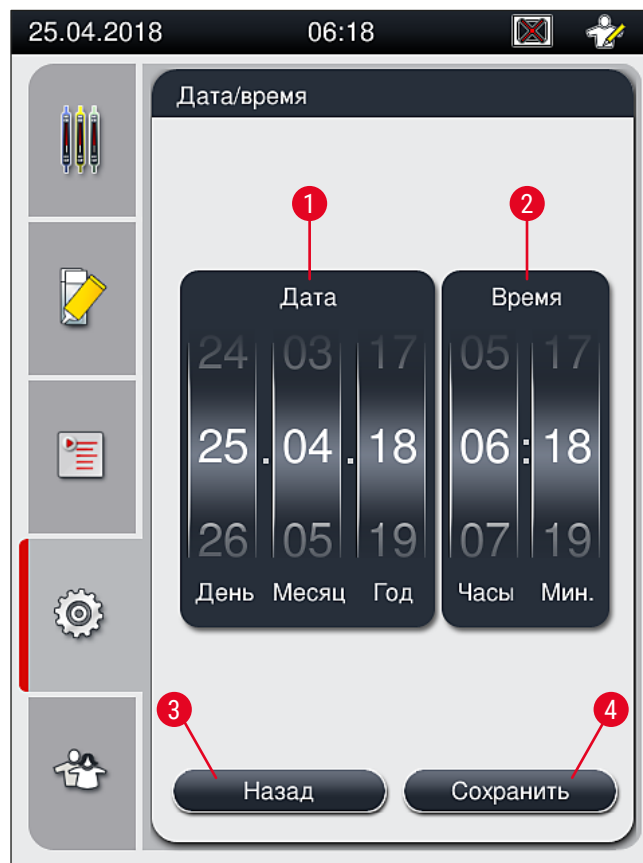 25.04.2018 06:18
Дата/время
1 2
Дата Время
24 03 17 05 17
25 . 04 . 18 06 : 18
26 05 19 07 19
День Месяц Год Часы Мин.
3 4
Назад Сохранить